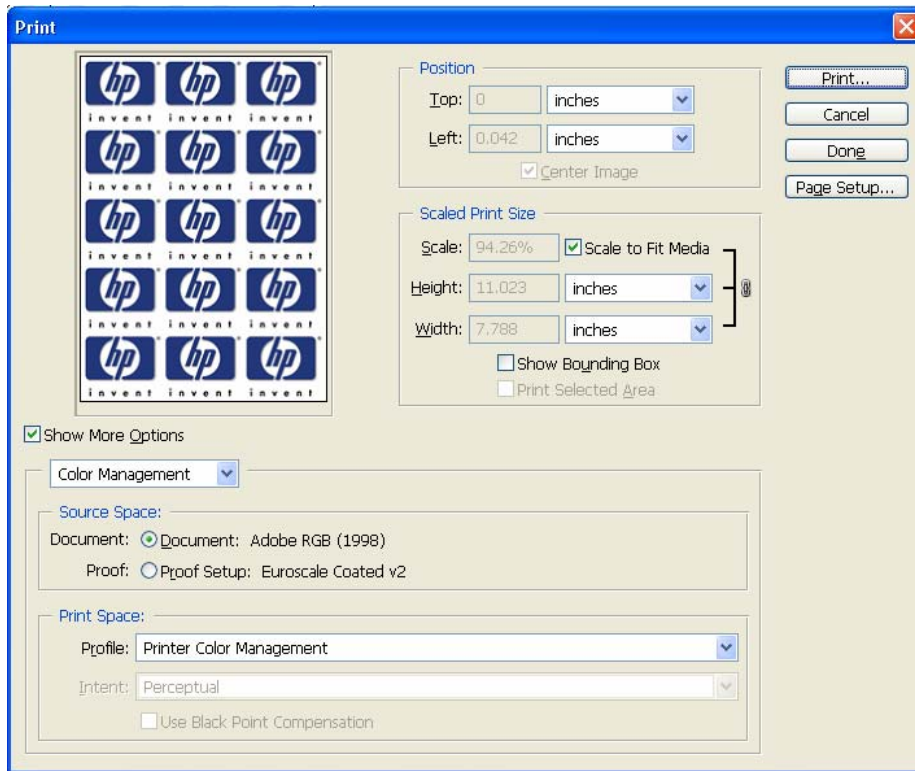 Print
hp hp hp
invent invent invent
hp hp hp
invent invent invent
hp hp hp
invent invent invent
hp hp hp
invent invent invent
hp hp hp
invent invent invent
Position
Top: 0 inches
Left: 0.042 inches
Center Image
Scaled Print Size
Scale: 94.26% Scale to Fit Media
Height: 11.023 inches
Width: 7.788 inches
Show Bounding Box
Print Selected Area
Print...
Cancel
Done
Page Setup...
Show More Options
Color Management
Source Space:
Document: Document: Adobe RGB (1998)
Proof: Proof Setup: Euroscale Coated v2
Print Space:
Profile: Printer Color Management
Intent: Perceptual
Use Black Point Compensation